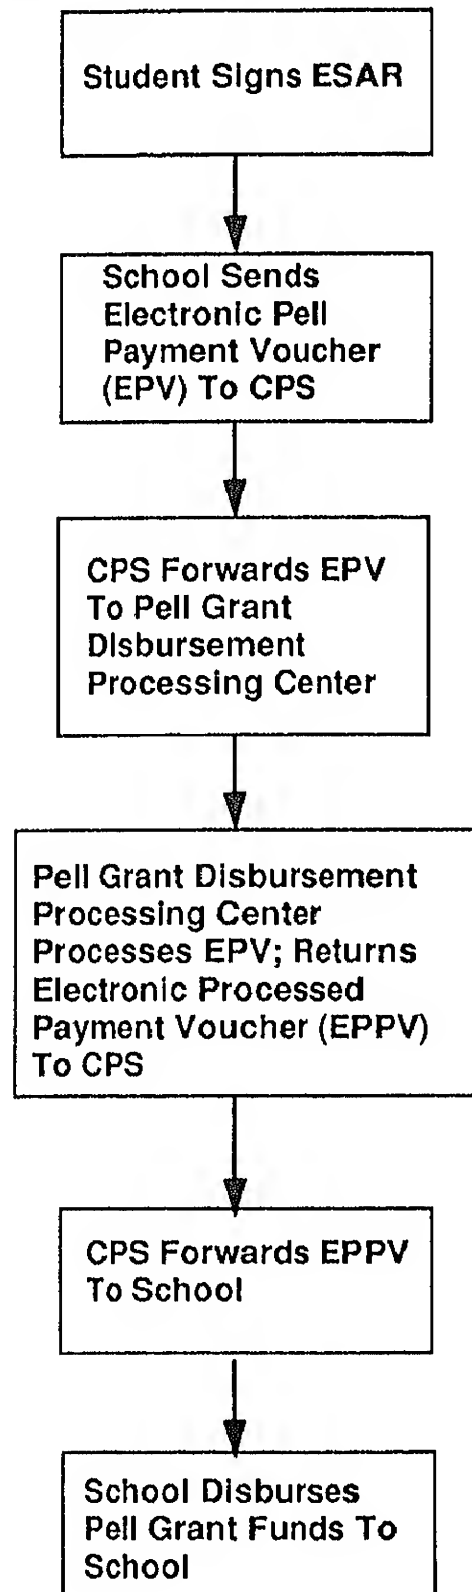 Student Signs ESAR
School Sends
Electronic Pell
Payment Voucher
(EPV) To CPS
CPS Forwards EPV
To Pell Grant
Disbursement
Processing Center
Pell Grant Disbursement
Processing Center
Processes EPV; Returns
Electronic Processed
Payment Voucher (EPPV)
To CPS
CPS Forwards EPPV
To School
School Disburses
Pell Grant Funds To
School